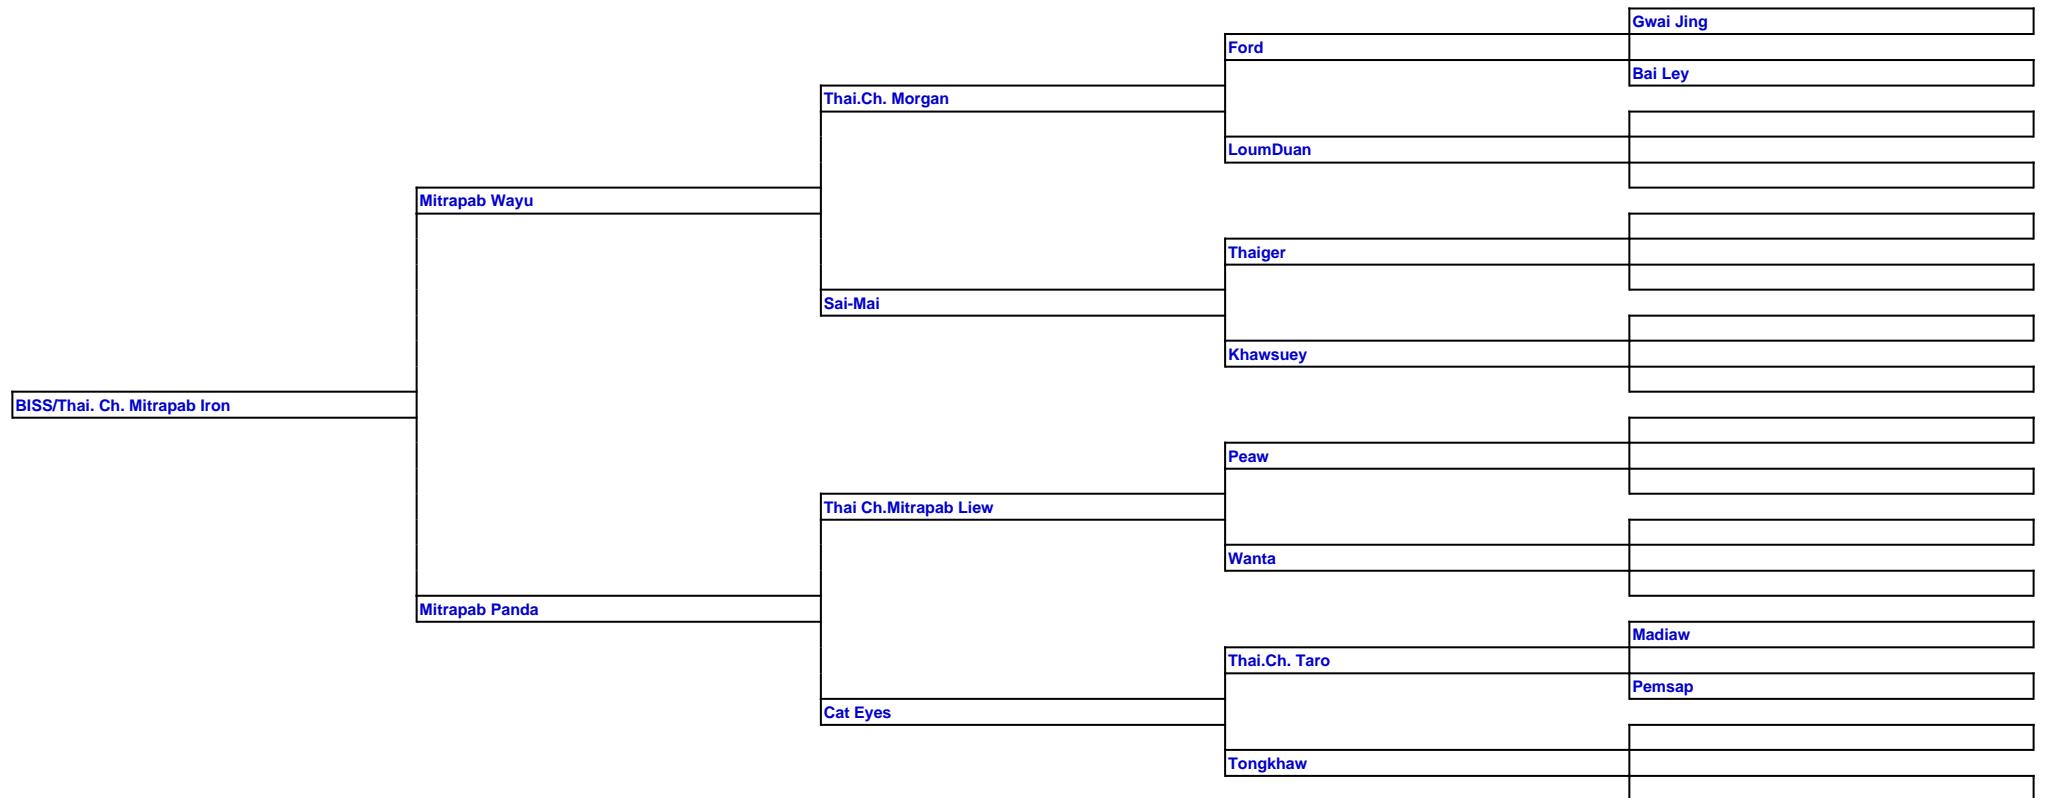 Gwai Jing
Ford
Bai Ley
Thai.Ch. Morgan
LoumDuan
Mitrapab Wayu
Thaiger
Sai-Mai
Khawsuey
BISS/Thai. Ch. Mitrapab Iron
Peaw
Thai Ch.Mitrapab Liew
Wanta
Mitrapab Panda
Madiaw
Thai.Ch. Taro
Pemsap
Cat Eyes
Tongkhaw